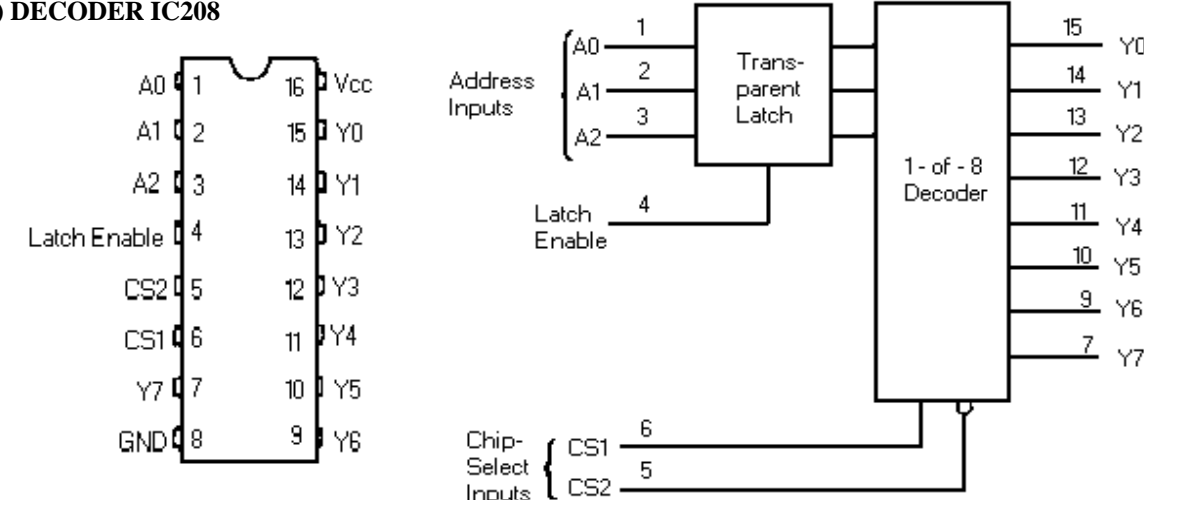 ) DECODER IC208
A0 1 16 Vcc
A1 2 15 Y0
A2 3 14 Y1
Latch Enable 4 13 Y2
CS2 5 12 Y3
CS1 6 11 Y4
Y7 7 10 Y5
GND 8 9 Y6
Address
Inputs
A0 1
A1 2
A2 3
Trans-
parent
Latch
Latch
Enable
4
1 - of - 8
Decoder
15 Y0
14 Y1
13 Y2
12 Y3
11 Y4
10 Y5
9 Y6
7 Y7
Chip-
Select
Inputs
CS1 6
CS2 5